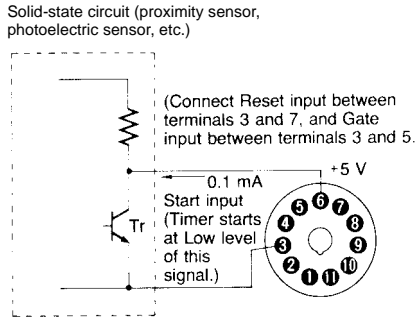 Solid-state circuit (proximity sensor,
photoelectric sensor, etc.)
(Connect Reset input between
terminals 3 and 7, and Gate
input between terminals 3 and 5.
+5 V
0.1 mA
Start input
(Timer starts
at Low level
of this
signal.)
Tr
5 6 7
4 8
3 9
2 10
1 11